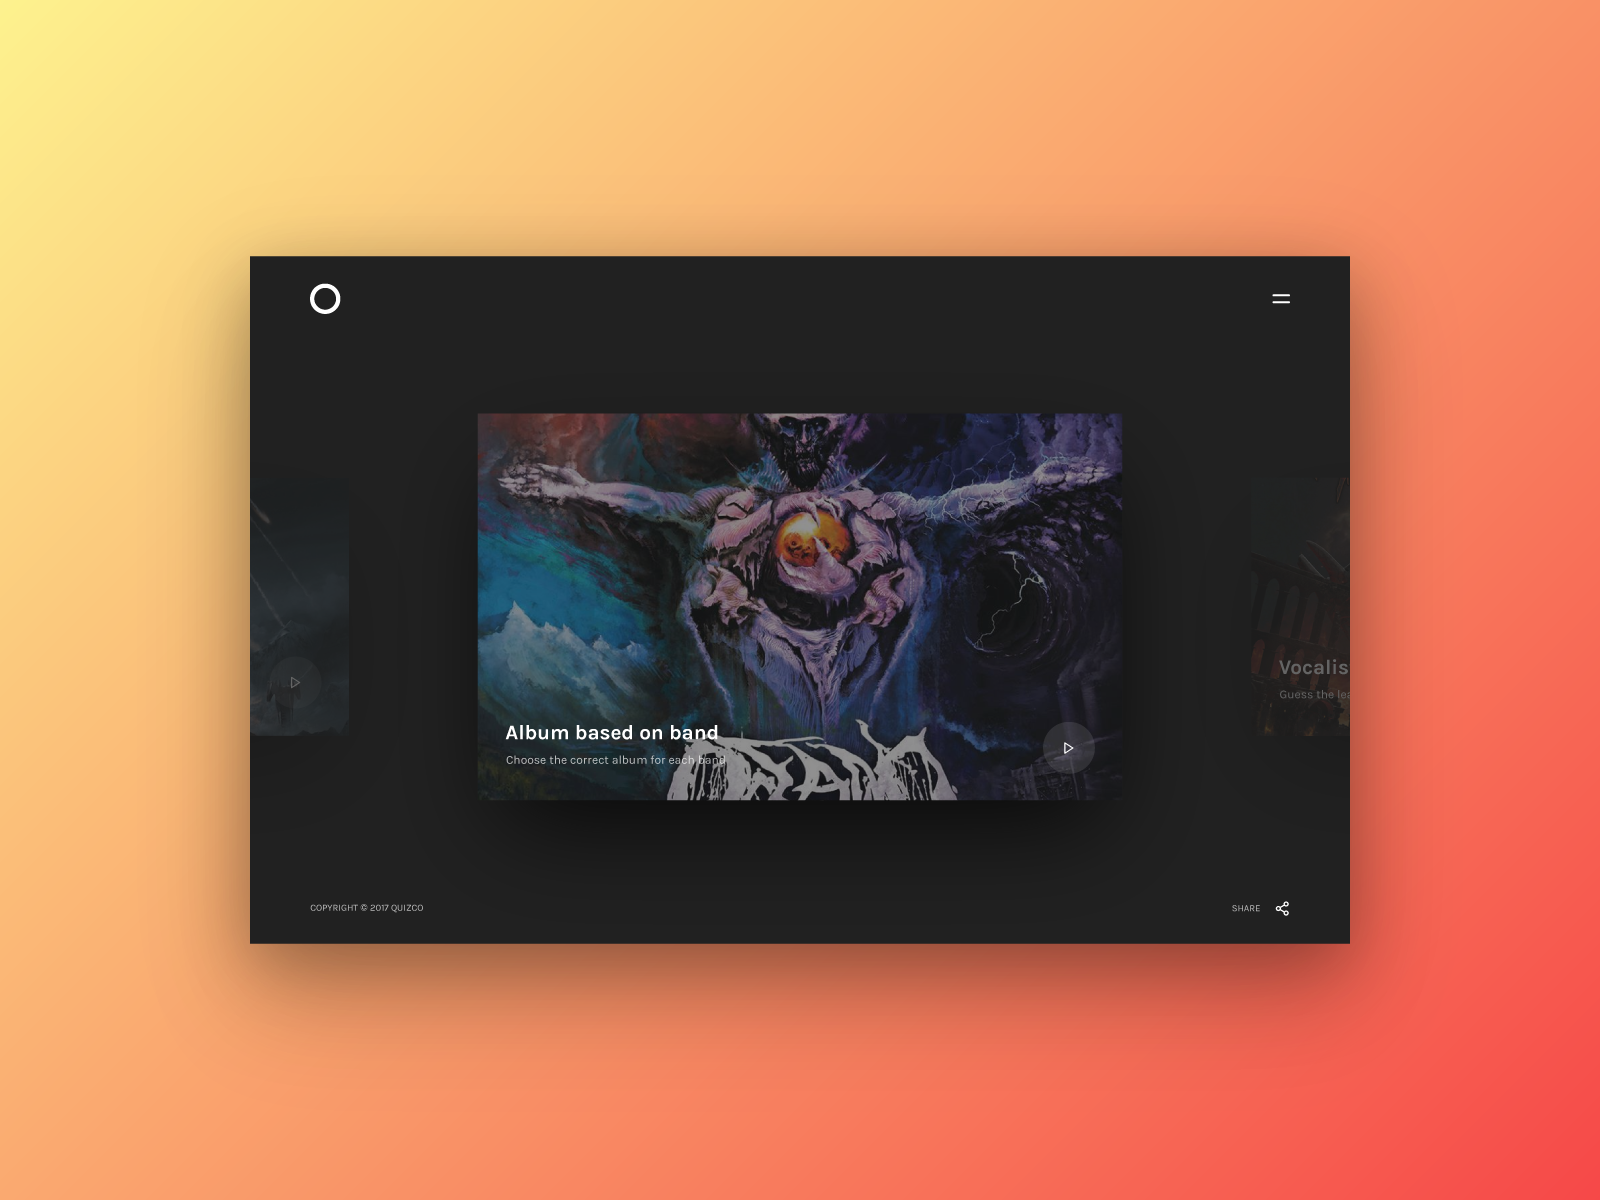 Album based on band
Choose the correct album for each band.
Vocalis
Guess the lea
COPYRIGHT © 2017 QUIZCO
SHARE